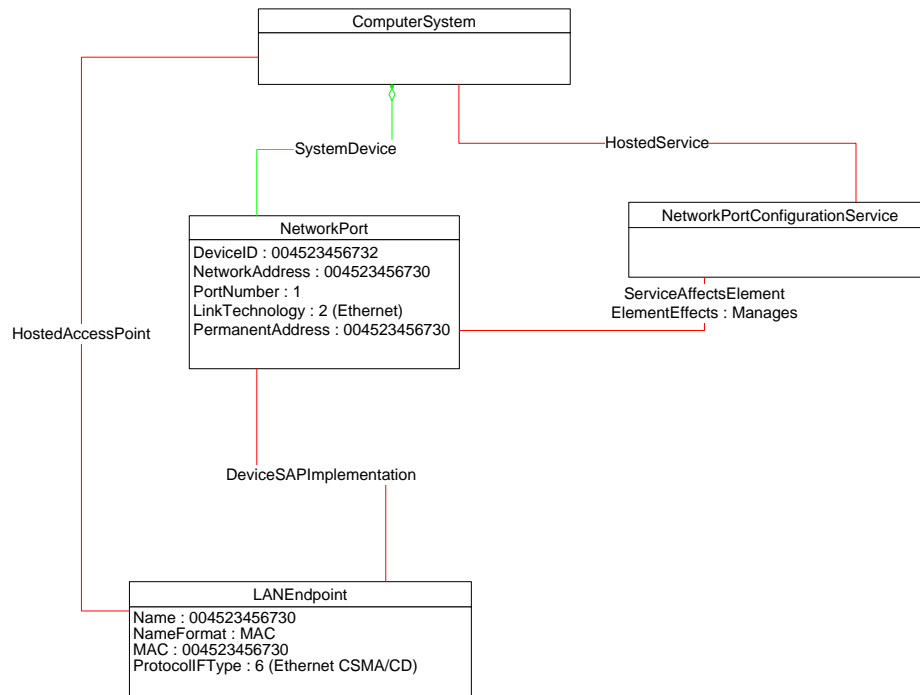 ComputerSystem
SystemDevice
HostedService
NetworkPort
DeviceID : 004523456732
NetworkAddress : 004523456730
PortNumber : 1
LinkTechnology : 2 (Ethernet)
PermanentAddress : 004523456730
NetworkPortConfigurationService
ServiceAffectsElement
ElementEffects : Manages
HostedAccessPoint
DeviceSAPImplementation
LANEndpoint
Name : 004523456730
NameFormat : MAC
MAC : 004523456730
ProtocolIFType : 6 (Ethernet CSMA/CD)